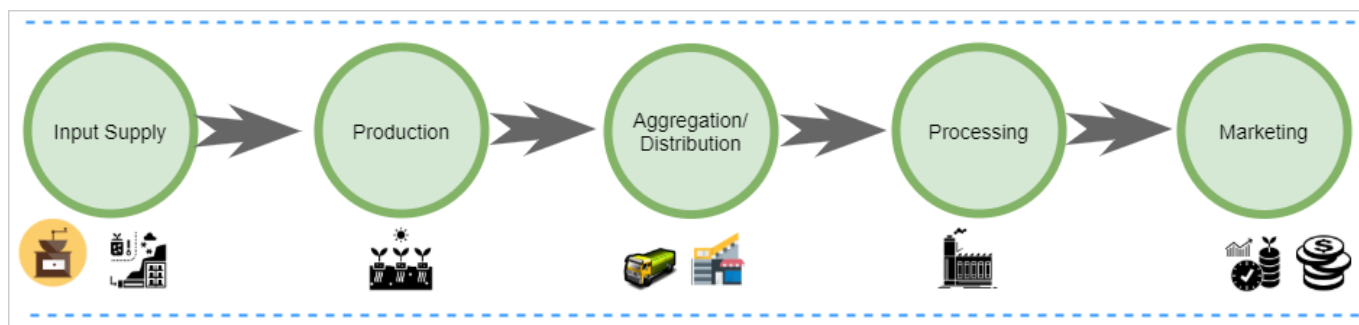 Input Supply
Production
Aggregation/
Distribution
Processing
Marketing
$